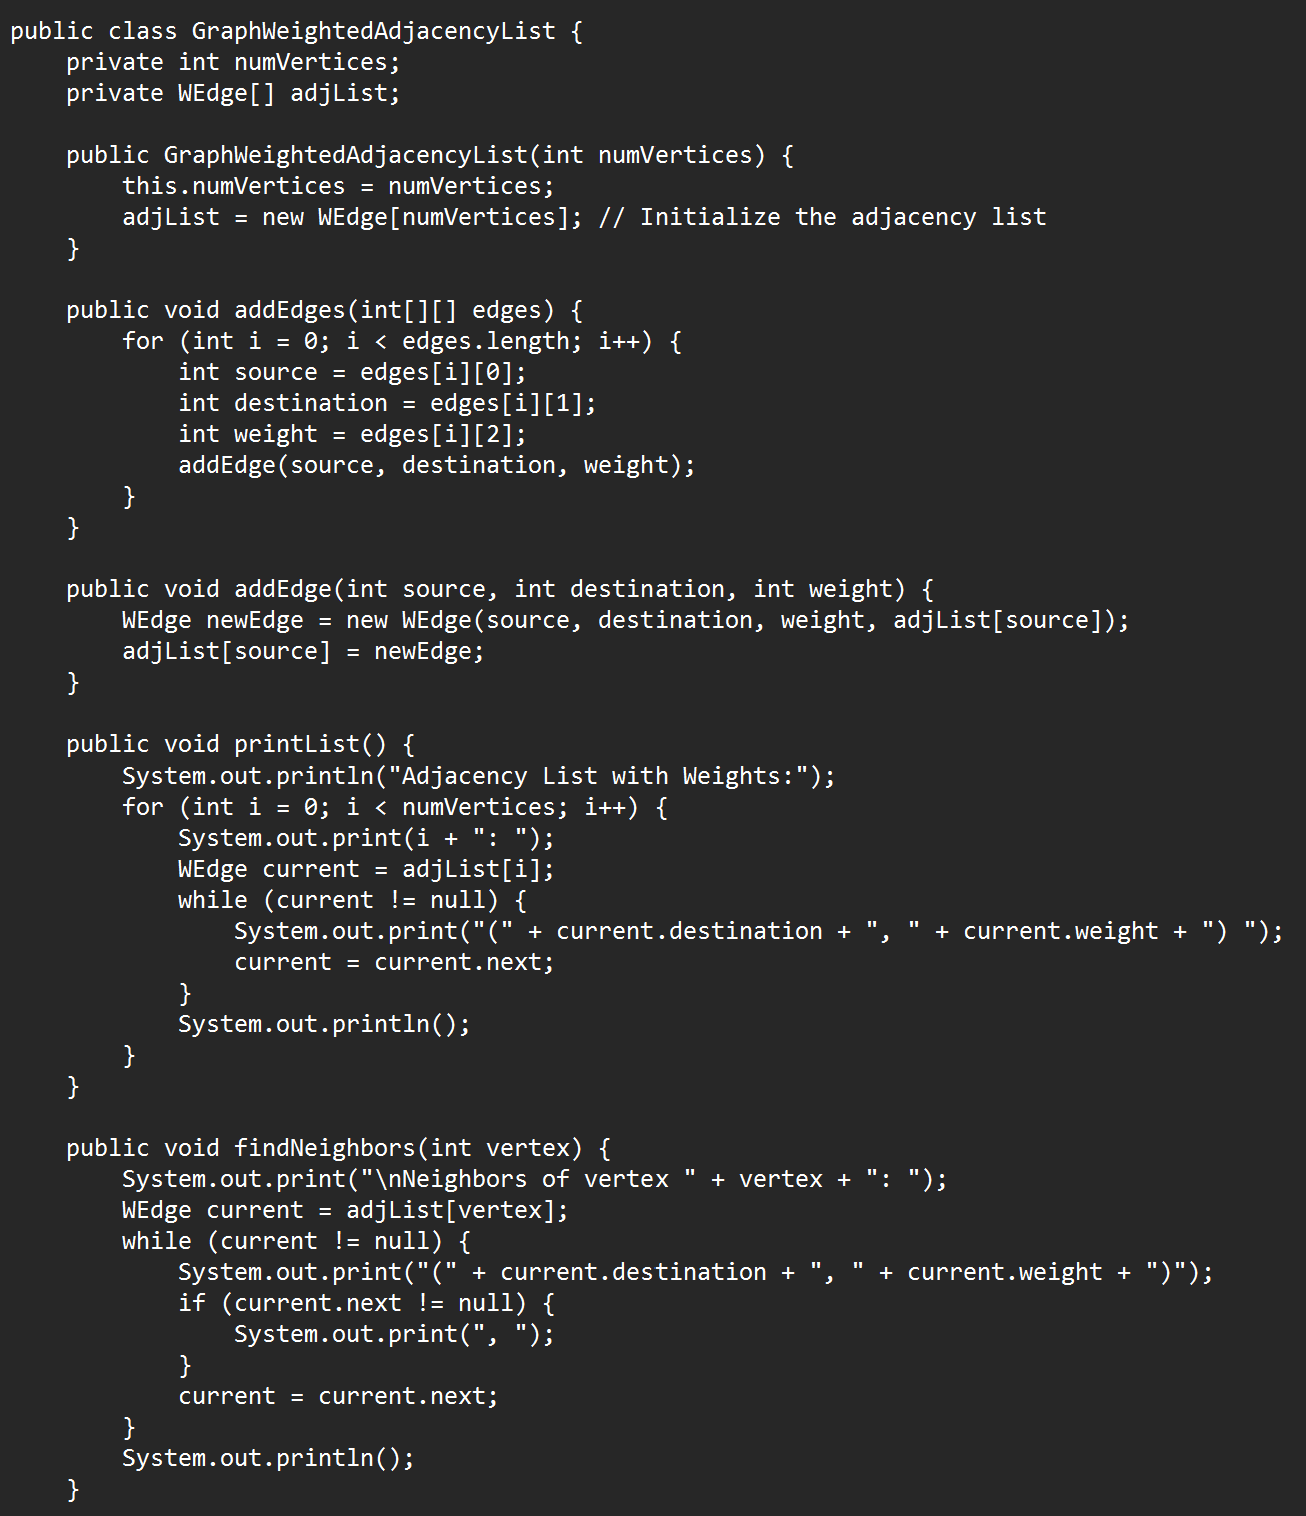 public class GraphWeightedAdjacencyList {
    private int numVertices;
    private WEdge[] adjList;

    public GraphWeightedAdjacencyList(int numVertices) {
        this.numVertices = numVertices;
        adjList = new WEdge[numVertices]; // Initialize the adjacency list
    }

    public void addEdges(int[][] edges) {
        for (int i = 0; i < edges.length; i++) {
            int source = edges[i][0];
            int destination = edges[i][1];
            int weight = edges[i][2];
            addEdge(source, destination, weight);
        }
    }

    public void addEdge(int source, int destination, int weight) {
        WEdge newEdge = new WEdge(source, destination, weight, adjList[source]);
        adjList[source] = newEdge;
    }

    public void printList() {
        System.out.println("Adjacency List with Weights:");
        for (int i = 0; i < numVertices; i++) {
            System.out.print(i + ": ");
            WEdge current = adjList[i];
            while (current != null) {
                System.out.print("(" + current.destination + ", " + current.weight + ") ");
                current = current.next;
            }
            System.out.println();
        }
    }

    public void findNeighbors(int vertex) {
        System.out.print("\nNeighbors of vertex " + vertex + ": ");
        WEdge current = adjList[vertex];
        while (current != null) {
            System.out.print("(" + current.destination + ", " + current.weight + ")");
            if (current.next != null) {
                System.out.print(", ");
            }
            current = current.next;
        }
        System.out.println();
    }